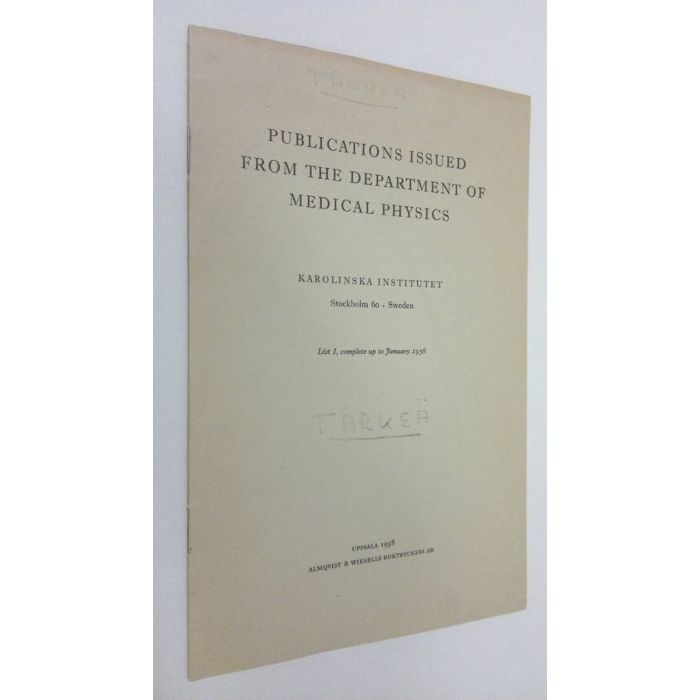 TÄRKEÄ
PUBLICATIONS ISSUED
FROM THE DEPARTMENT OF
MEDICAL PHYSICS
KAROLINSKA INSTITUTET
Stockholm 60 • Sweden
List I, complete up to January 1958
TÄRKEÄ
UPPSALA 1958
ALMQVIST & WIKSELLS BOKTRYCKERI AB